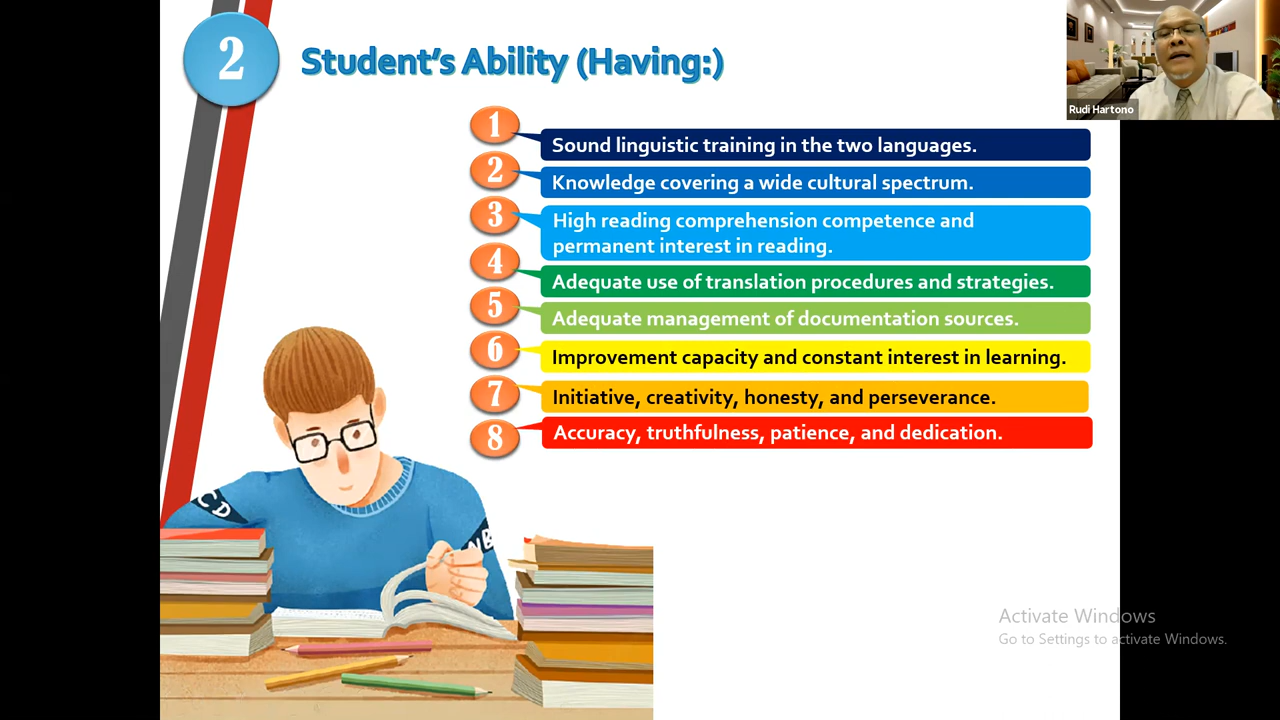 2
Student's Ability (Having:)
Rudi Hartono
1
Sound linguistic training in the two languages.
2
Knowledge covering a wide cultural spectrum.
3
High reading comprehension competence and
permanent interest in reading.
4
Adequate use of translation procedures and strategies.
5
Adequate management of documentation sources.
6
Improvement capacity and constant interest in learning.
7
Initiative, creativity, honesty, and perseverance.
8
Accuracy, truthfulness, patience, and dedication.
CD
Activate Windows
Go to Settings to activate Windows.